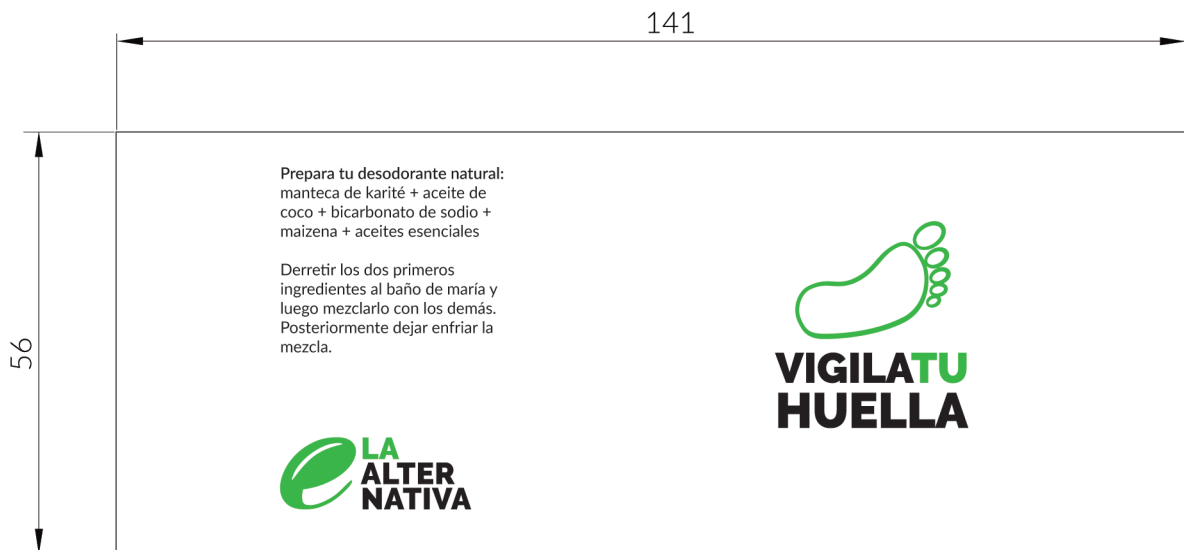 141
56
Prepara tu desodorante natural:
manteca de karité + aceite de
coco + bicarbonato de sodio +
maizena + aceites esenciales
Derretir los dos primeros
ingredientes al baño de maría y
luego mezclarlo con los demás.
Posteriormente dejar enfriar la
mezcla.
LA
ALTER
NATIVA
VIGILATU
HUELLA